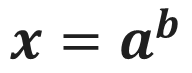 x = a^b